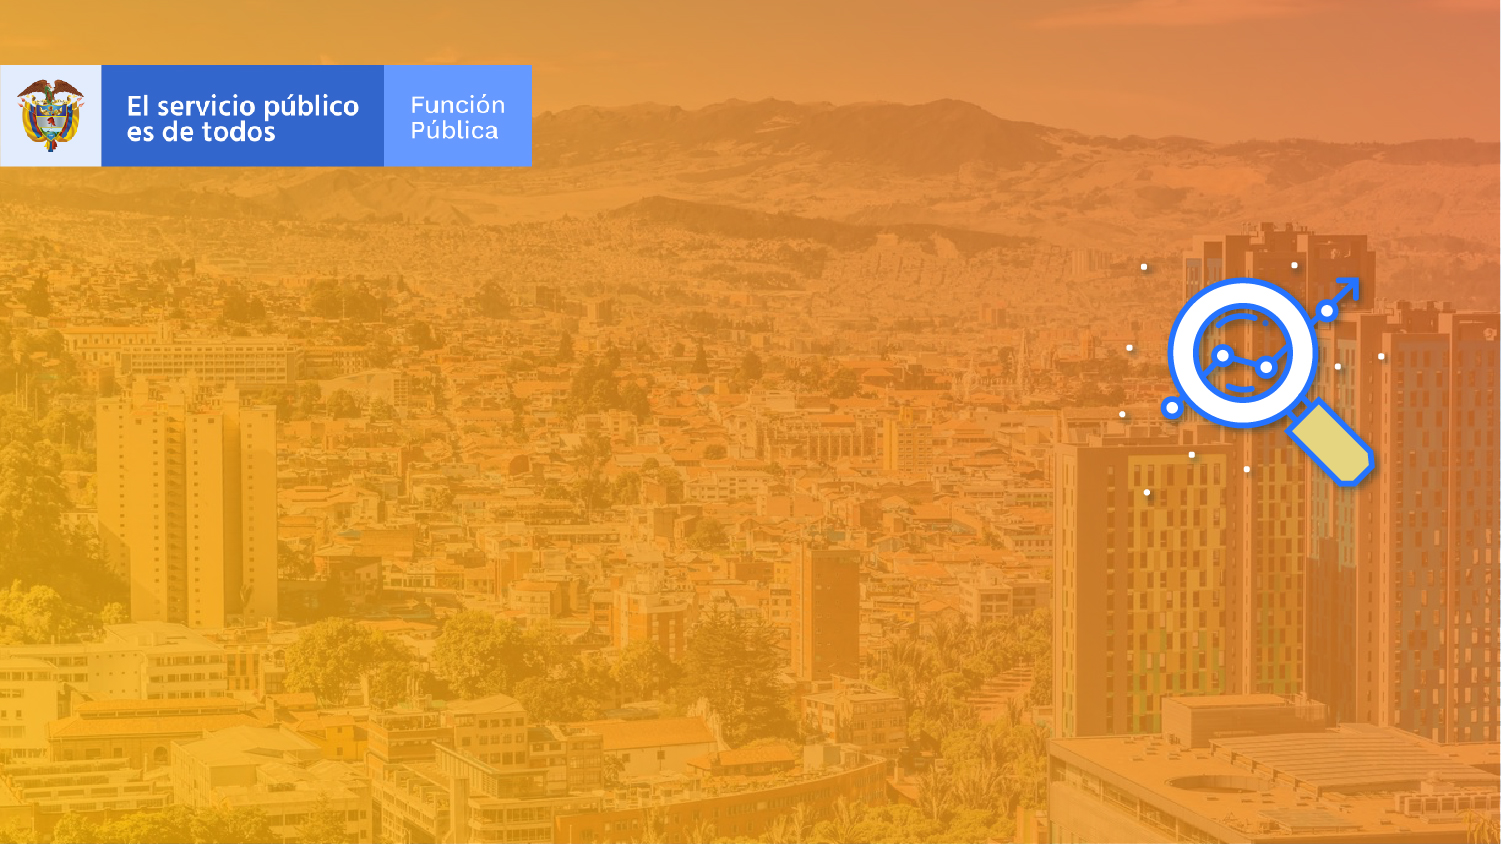 El servicio público
es de todos
Función
Pública